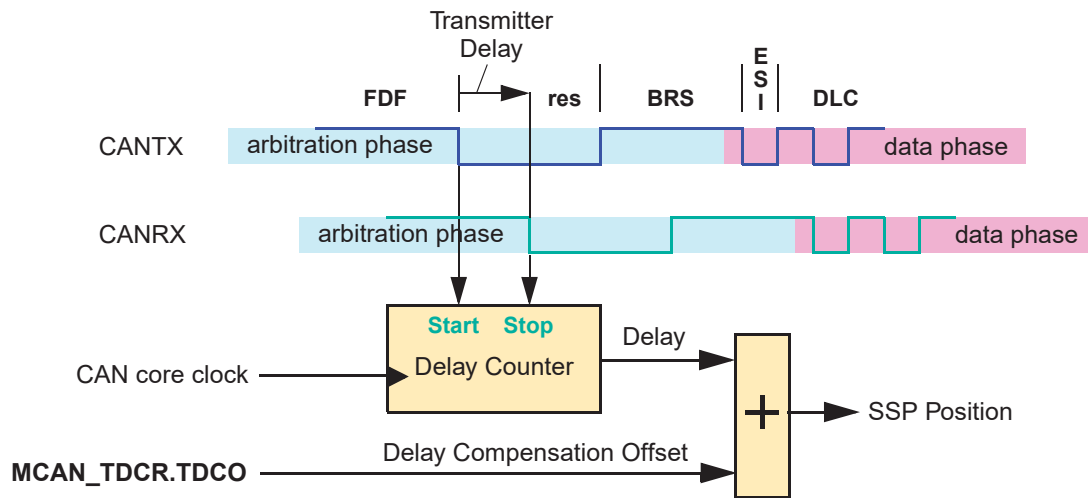 Transmitter
Delay
FDF
res
BRS
E
S
I
DLC
CANTX
arbitration phase
data phase
CANRX
arbitration phase
data phase
Start Stop
Delay Counter
CAN core clock
Delay
+
SSP Position
Delay Compensation Offset
MCAN_TDCR.TDCO